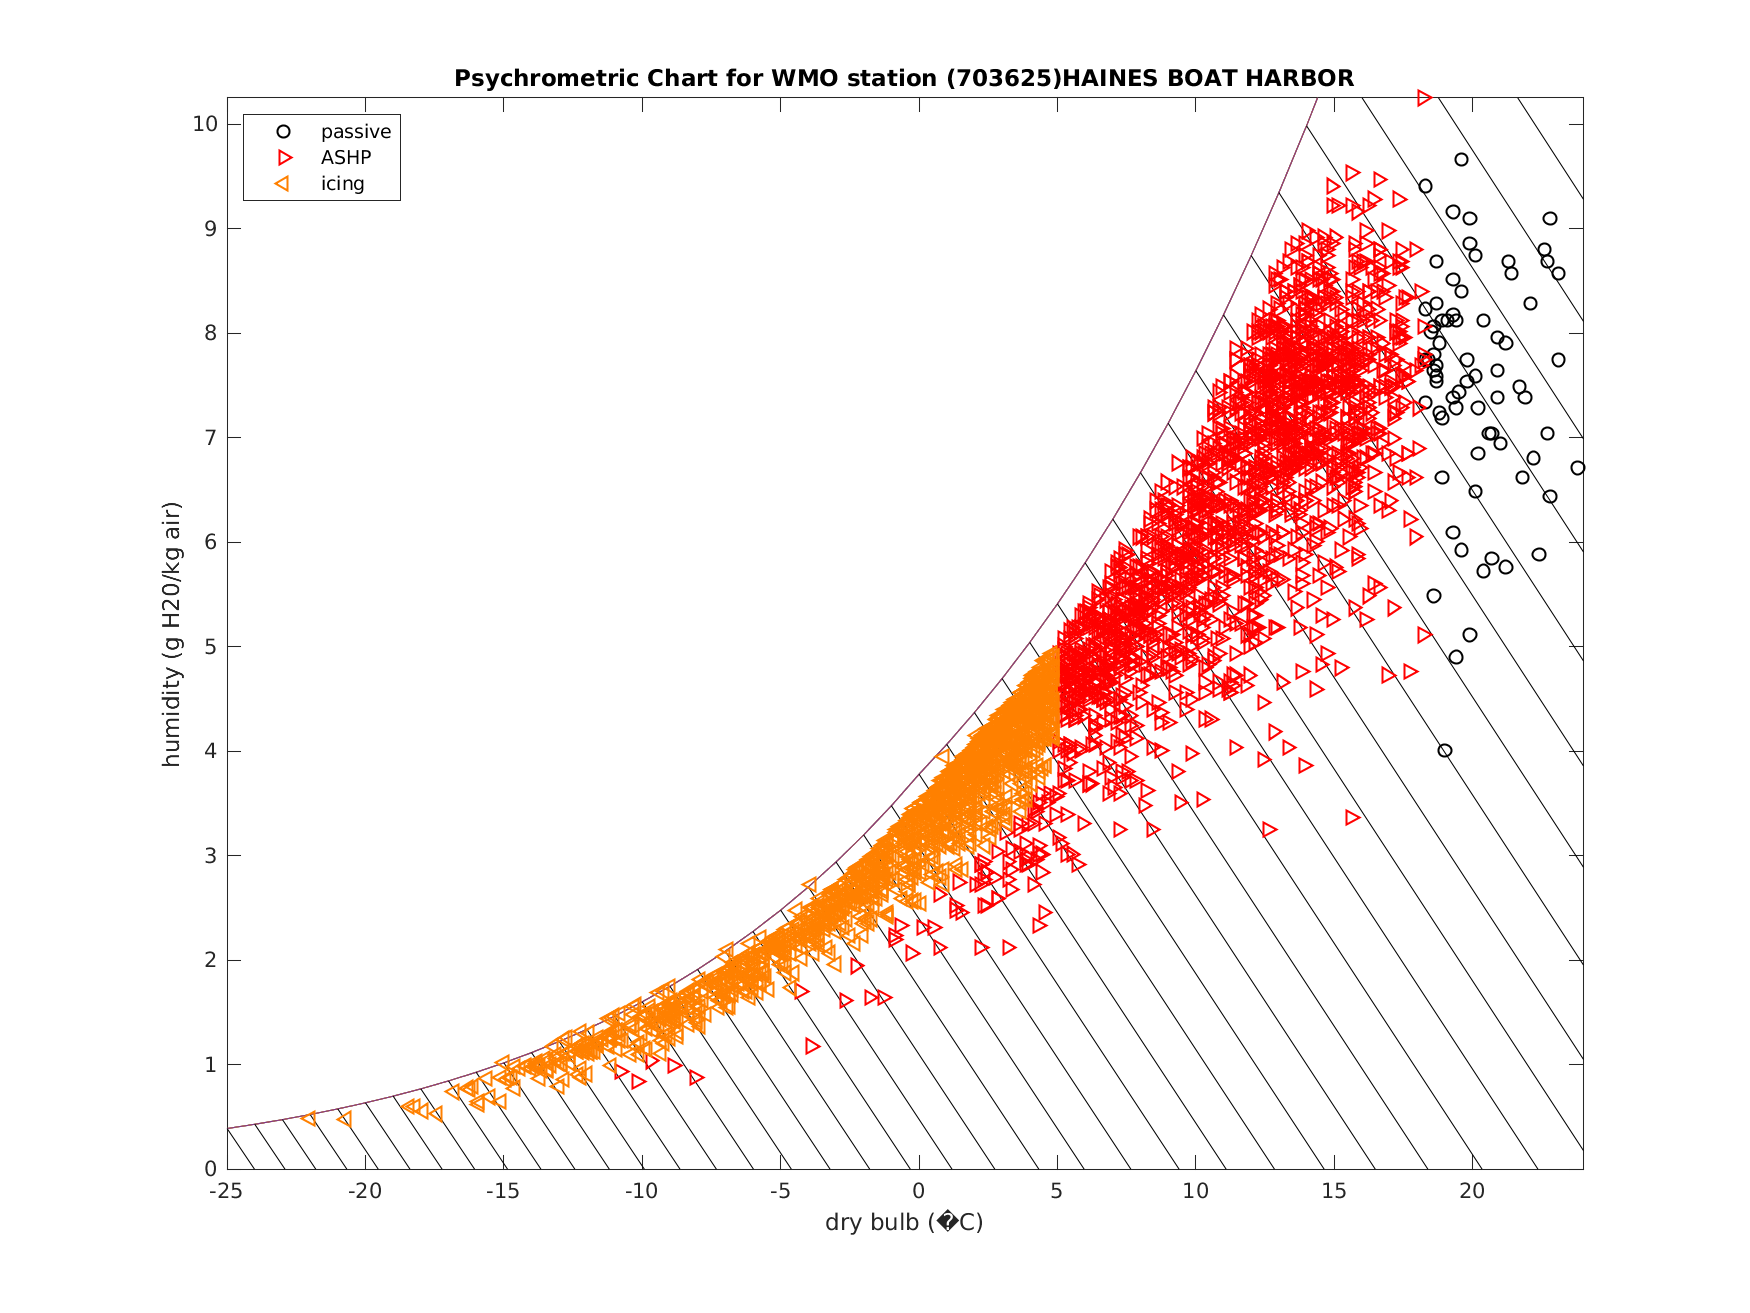 Psychrometric Chart for WMO station (703625)HAINES BOAT HARBOR
passive
ASHP
icing
humidity (g H20/kg air)
10
9
8
7
6
5
4
3
2
1
0
-25 -20 -15 -10 -5 0 5 10 15 20
dry bulb (�C)